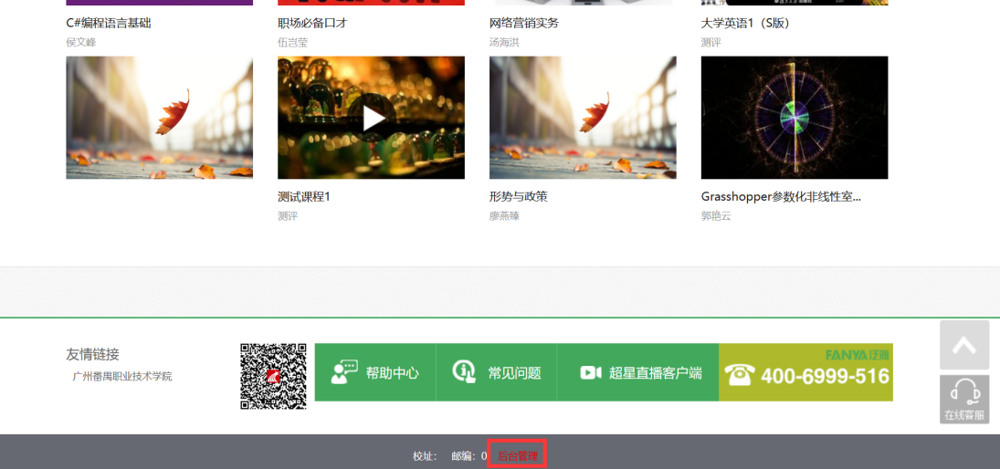 C#编程语言基础
职场必备口才
网络营销实务
大学英语1（S版）
侯文峰
伍岂莹
汤海洪
测评
测试课程1
形势与政策
Grasshopper参数化非线性室...
测评
廖燕臻
郭艳云
友情链接
广州番禺职业技术学院
帮助中心
常见问题
超星直播客户端
FANYA 泛雅
400-6999-516
在线客服
校址： 邮编：0 后台管理